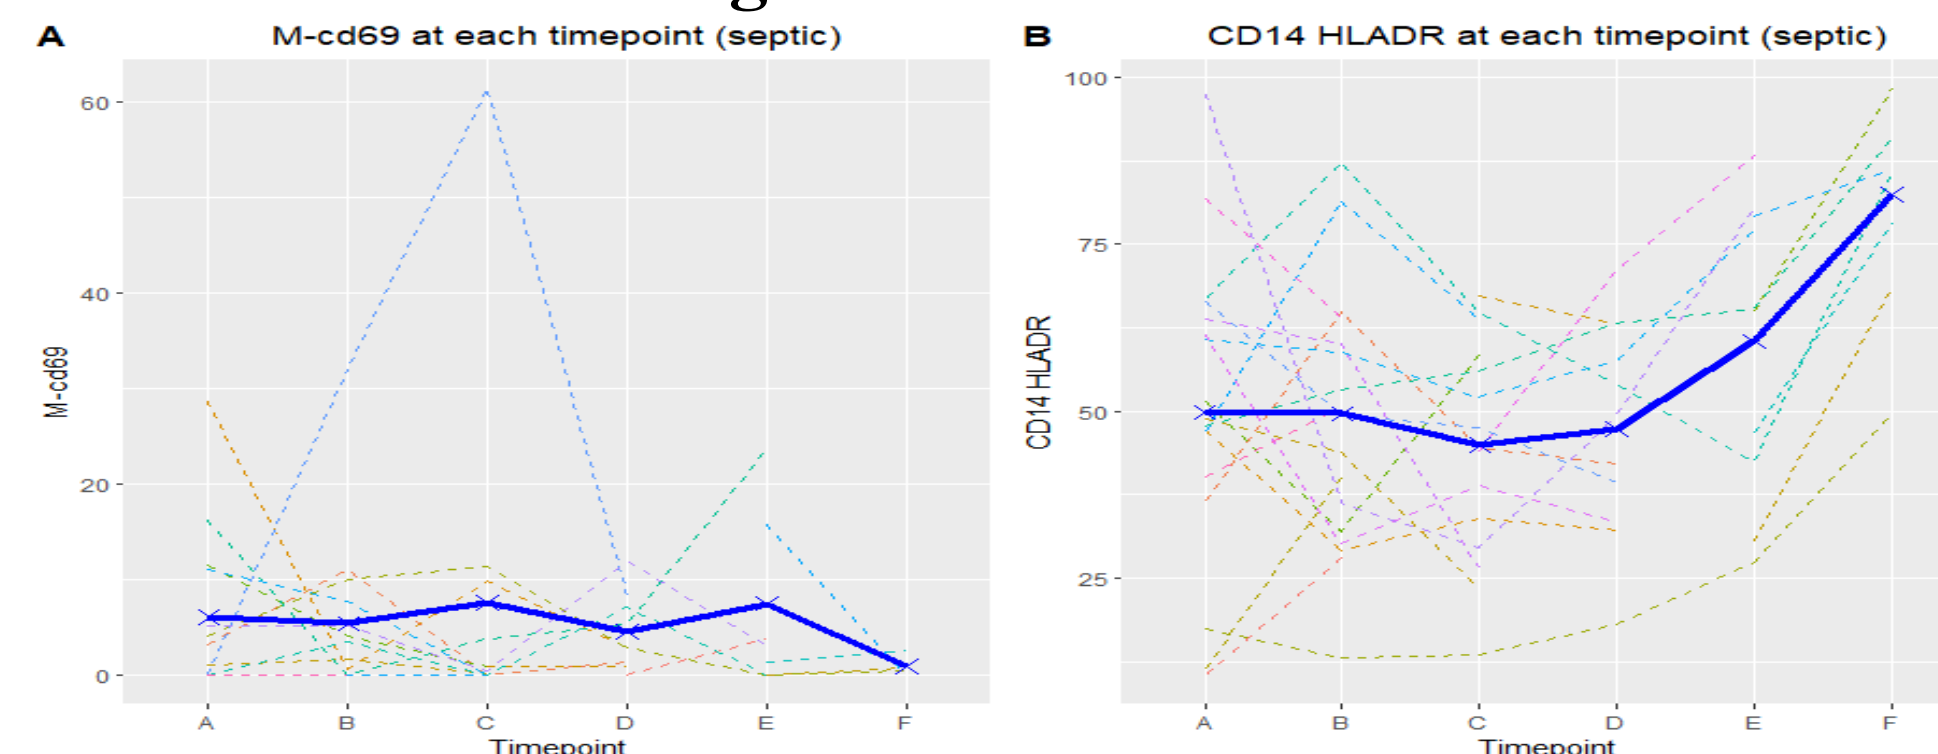 g
A
M-cd69 at each timepoint (septic)
60
40
20
0
M-cd69
A B C D E F
Timepoint
B
CD14 HLADR at each timepoint (septic)
100
75
50
25
CD14 HLADR
A B C D E F
Timepoint